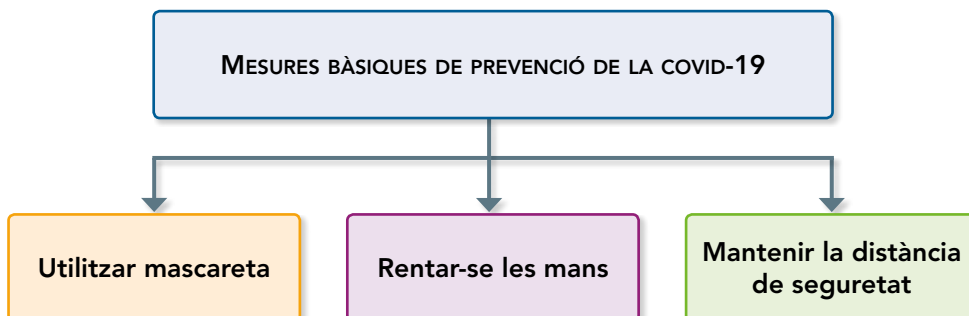 MESURES BÀSIQUES DE PREVENCIÓ DE LA COVID-19
Utilitzar mascareta
Rentar-se les mans
Mantenir la distància
de seguretat